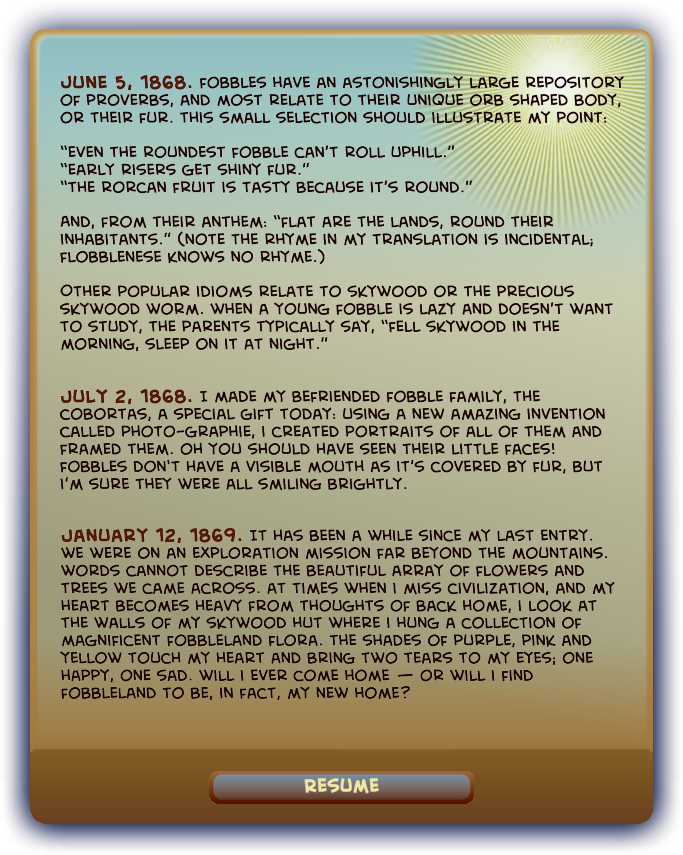 JUNE 5, 1868. FOBBLES HAVE AN ASTONISHINGLY LARGE REPOSITORY
OF PROVERBS, AND MOST RELATE TO THEIR UNIQUE ORB SHAPED BODY,
OR THEIR FUR. THIS SMALL SELECTION SHOULD ILLUSTRATE MY POINT:
"EVEN THE ROUNDEST FOBBLE CAN'T ROLL UPHILL."
"EARLY RISERS GET SHINY FUR."
"THE RORCAN FRUIT IS TASTY BECAUSE IT'S ROUND."
AND, FROM THEIR ANTHEM: "FLAT ARE THE LANDS, ROUND THEIR
INHABITANTS." (NOTE THE RHYME IN MY TRANSLATION IS INCIDENTAL;
FLOBBLENESE KNOWS NO RHYME.)
OTHER POPULAR IDIOMS RELATE TO SKYWOOD OR THE PRECIOUS
SKYWOOD WORM. WHEN A YOUNG FOBBLE IS LAZY AND DOESN'T WANT
TO STUDY, THE PARENTS TYPICALLY SAY, "FELL SKYWOOD IN THE
MORNING, SLEEP ON IT AT NIGHT."
JULY 2, 1868. I MADE MY BEFRIENDED FOBBLE FAMILY, THE
COBORTAS, A SPECIAL GIFT TODAY: USING A NEW AMAZING INVENTION
CALLED PHOTO-GRAPHIE, I CREATED PORTRAITS OF ALL OF THEM AND
FRAMED THEM. OH YOU SHOULD HAVE SEEN THEIR LITTLE FACES!
FOBBLES DON'T HAVE A VISIBLE MOUTH AS IT'S COVERED BY FUR, BUT
I'M SURE THEY WERE ALL SMILING BRIGHTLY.
JANUARY 12, 1869. IT HAS BEEN A WHILE SINCE MY LAST ENTRY.
WE WERE ON AN EXPLORATION MISSION FAR BEYOND THE MOUNTAINS.
WORDS CANNOT DESCRIBE THE BEAUTIFUL ARRAY OF FLOWERS AND
TREES WE CAME ACROSS. AT TIMES WHEN I MISS CIVILIZATION, AND MY
HEART BECOMES HEAVY FROM THOUGHTS OF BACK HOME, I LOOK AT
THE WALLS OF MY SKYWOOD HUT WHERE I HUNG A COLLECTION OF
MAGNIFICENT FOBBLELAND FLORA. THE SHADES OF PURPLE, PINK AND
YELLOW TOUCH MY HEART AND BRING TWO TEARS TO MY EYES; ONE
HAPPY, ONE SAD. WILL I EVER COME HOME — OR WILL I FIND
FOBBLELAND TO BE, IN FACT, MY NEW HOME?
RESUME